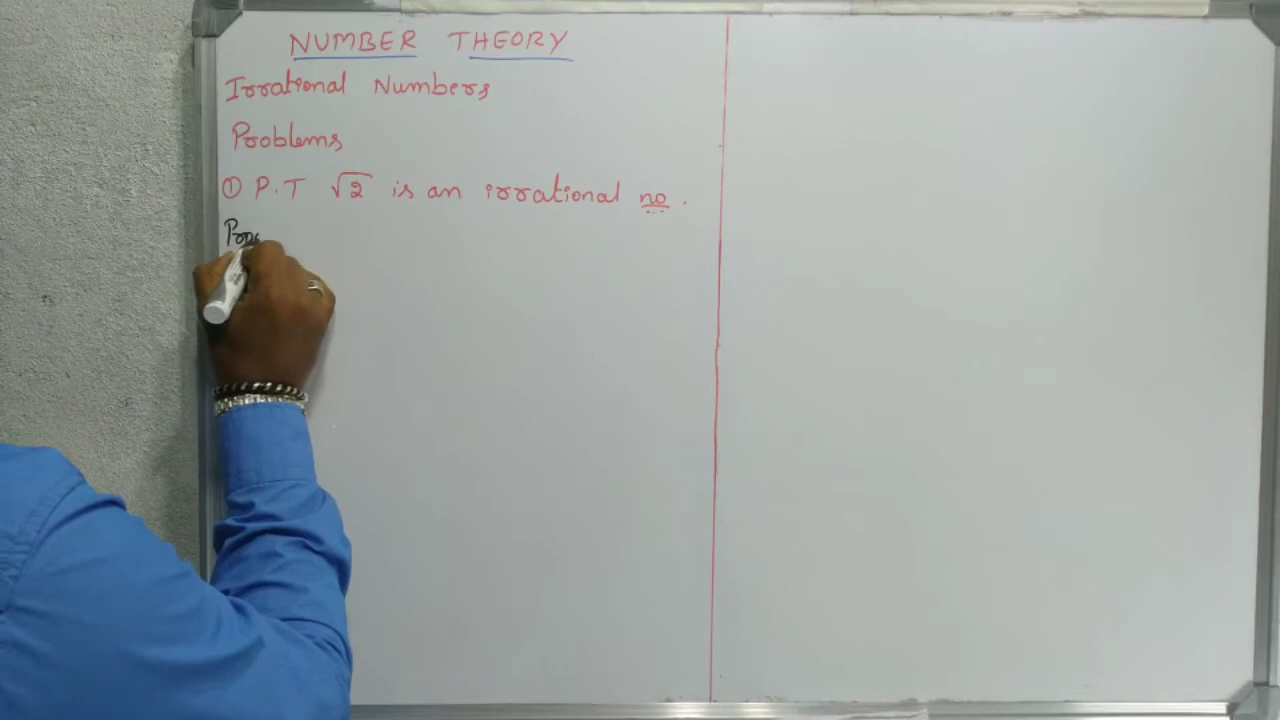 NUMBER THEORY
Irrational Numbers
Problems
① P.T √2 is an irrational no.